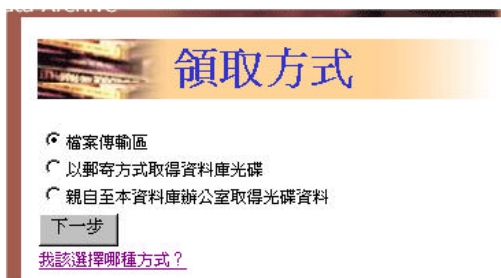 領取方式
檔案傳輸區
以郵寄方式取得資料庫光碟
親自至本資料庫辦公室取得光碟資料
下一步
我該選擇哪種方式？